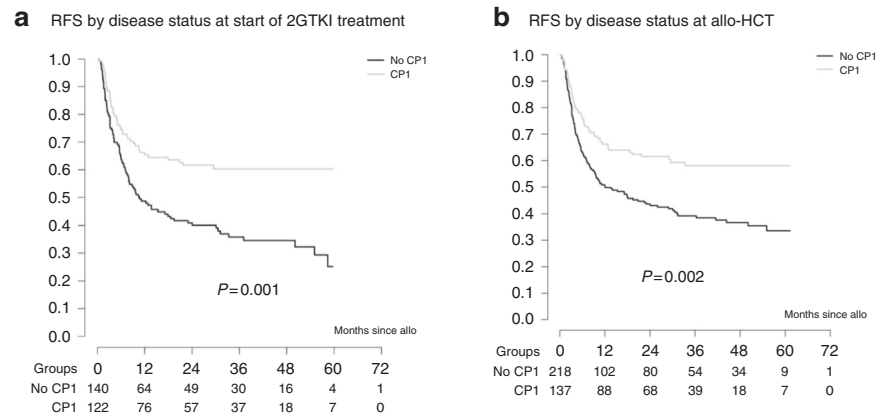 a RFS by disease status at start of 2GTKI treatment
No CP1
CP1
1.0
0.9
0.8
0.7
0.6
0.5
0.4
0.3
0.2
0.1
0.0
P=0.001
Months since allo
Groups 0 12 24 36 48 60 72
No CP1 140 64 49 30 16 4 1
CP1 122 76 57 37 18 7 0
b RFS by disease status at allo-HCT
No CP1
CP1
1.0
0.9
0.8
0.7
0.6
0.5
0.4
0.3
0.2
0.1
0.0
P=0.002
Months since allo
Groups 0 12 24 36 48 60 72
No CP1 218 102 80 54 34 9 1
CP1 137 88 68 39 18 7 0